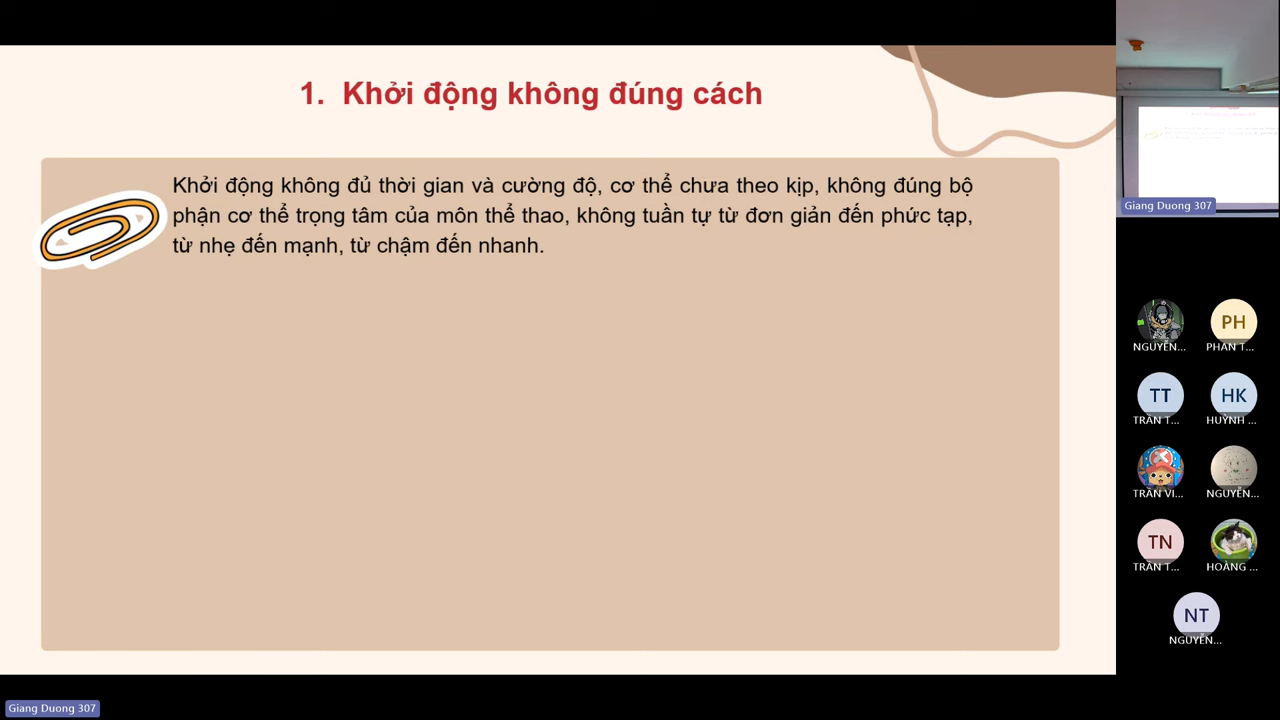 1. Khởi động không đúng cách
Khởi động không đủ thời gian và cường độ, cơ thể chưa theo kịp, không đúng bộ
phận cơ thể trọng tâm của môn thể thao, không tuần tự từ đơn giản đến phức tạp,
từ nhẹ đến mạnh, từ chậm đến nhanh.
Giang Duong 307
NGUYỄN...
PH
PHAN T...
TT
TRẦN T...
HK
HUỲNH ...
TRẦN VI...
NGUYỄN...
TN
TRẦN T...
HOÀNG ...
NT
NGUYỄN...
Giang Duong 307